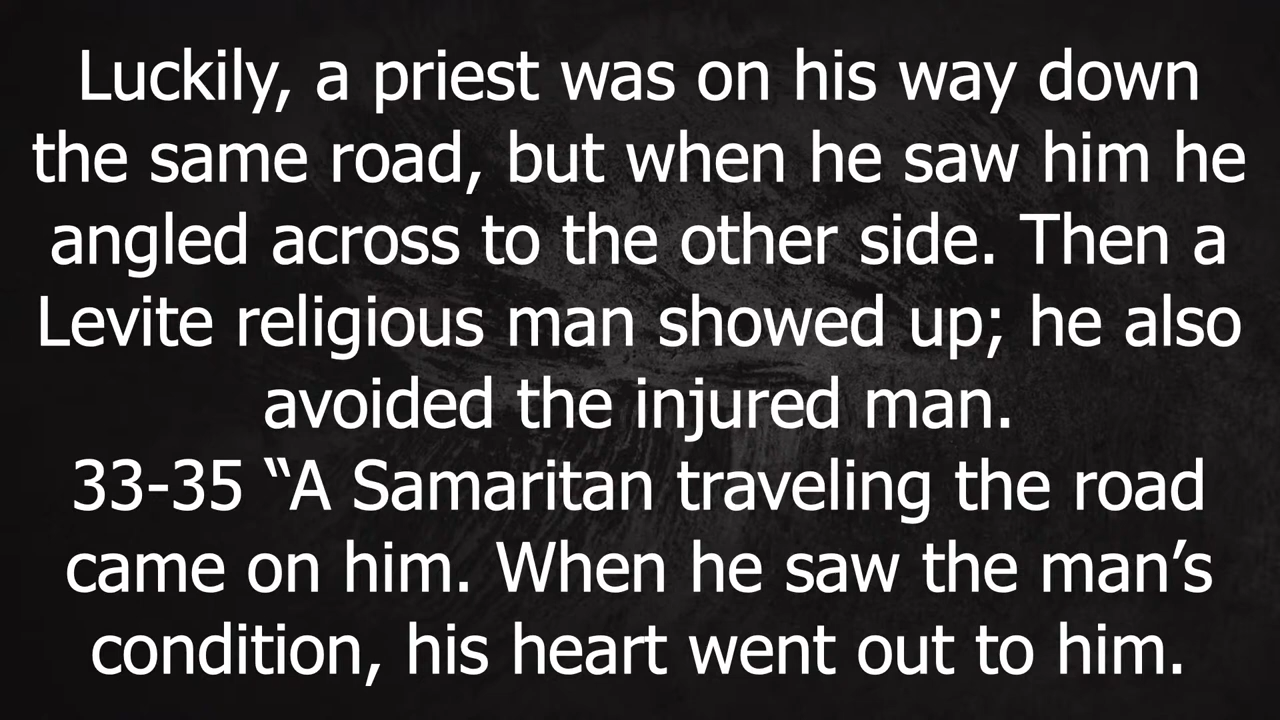 Luckily, a priest was on his way down
the same road, but when he saw him he
angled across to the other side. Then a
Levite religious man showed up; he also
avoided the injured man.
33-35 “A Samaritan traveling the road
came on him. When he saw the man’s
condition, his heart went out to him.